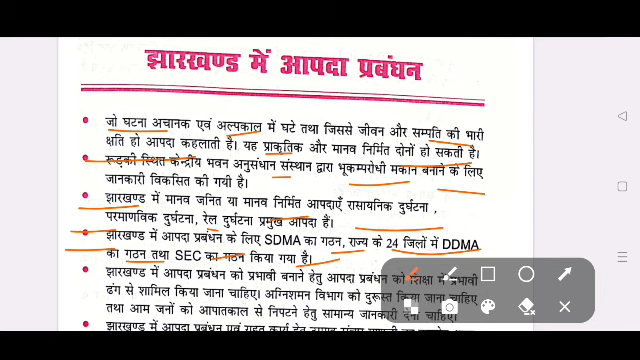 झारखण्ड में आपदा प्रबंधन
जो घटना अचानक एवं अल्पकाल में घटे तथा जिससे जीवन और सम्पति की भारी
क्षति हो आपदा कहलाती है। यह प्राकृतिक और मानव निर्मित दोनों हो सकती है।
रूड़की स्थित केन्द्रीय भवन अनुसंधान संस्थान द्वारा भूकम्परोधी मकान बनाने के लिए
जानकारी विकसित की गयी है।
झारखण्ड में मानव जनित या मानव निर्मित आपदाएँ रासायनिक दुर्घटना,
परमाणविक दुर्घटना, रेल दुर्घटना प्रमुख आपदा हैं।
झारखण्ड में आपदा प्रबंधन के लिए SDMA का गठन, राज्य के 24 जिलों में DDMA
का गठन तथा SEC का गठन किया गया है।
झारखण्ड में आपदा प्रबंधन को प्रभावी बनाने हेतु आपदा प्रबंधन को शिक्षा में प्रभावी
ढंग से शामिल किया जाना चाहिए। अग्निशमन विभाग को दुरूस्त किया जाना चाहिए
तथा आम जनों को आपातकाल से निपटने हेतु सामान्य जानकारी देना चाहिए।
झारखण्ड में आपदा प्रबंधन एवं राहत कार्य हेतु